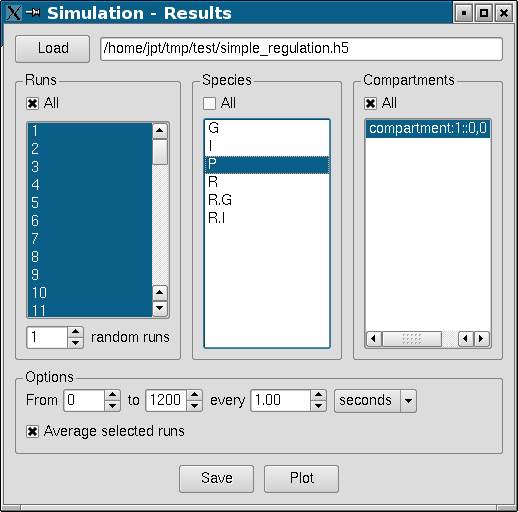 Simulation - Results
Load /home/jpt/tmp/test/simple_regulation.h5
Runs
All
1
2
3
4
5
6
7
8
9
10
11
1 random runs
Species
All
G
I
P
R
R.G
R.I
Compartments
All
compartment:1::0,0
Options
From 0 to 1200 every 1.00 seconds
Average selected runs
Save Plot